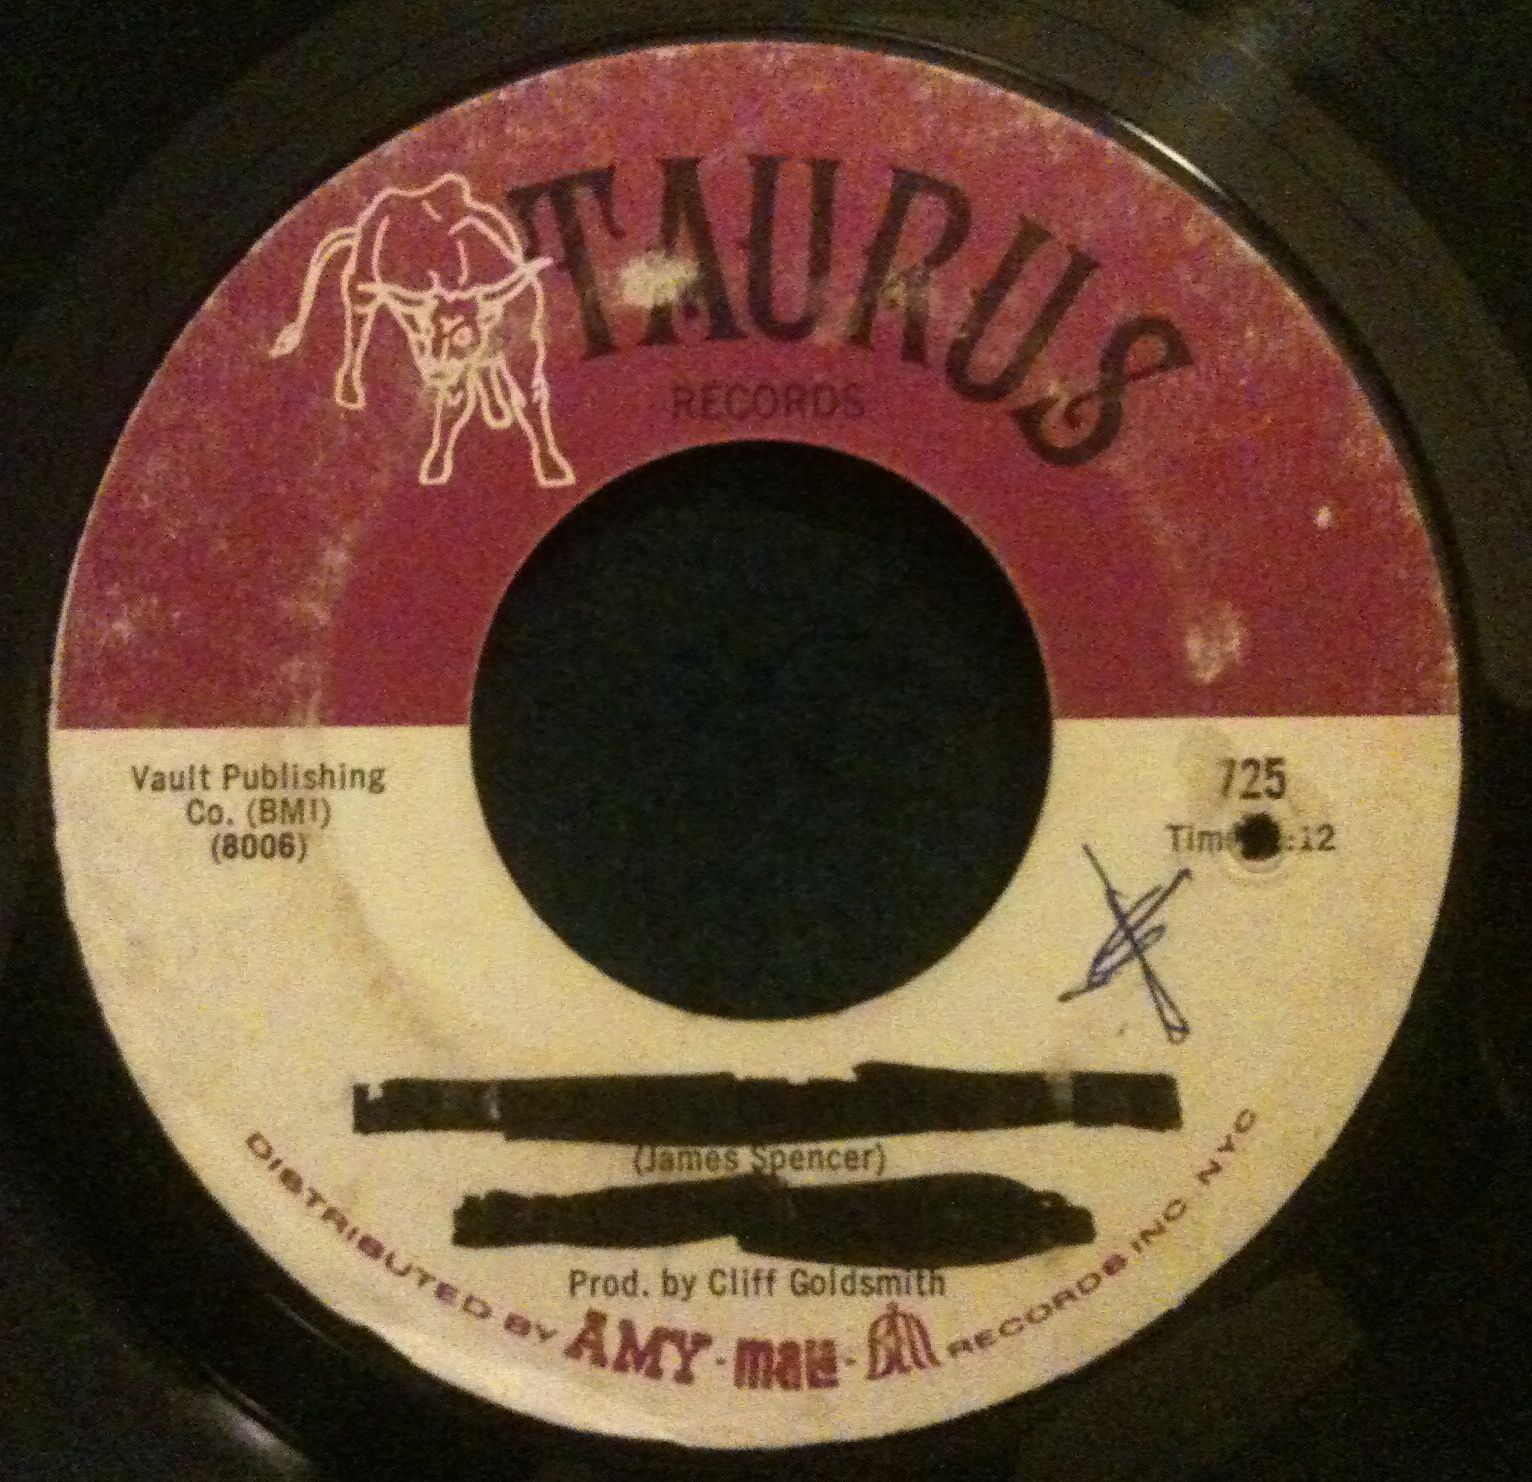 TAURUS
RECORDS
Vault Publishing
Co. (BMI)
(8006)
725
:12
(James Spencer)
Prod. by Cliff Goldsmith
DISTRIBUTED BY AMY · mala · Bell RECORDS INC. NYC